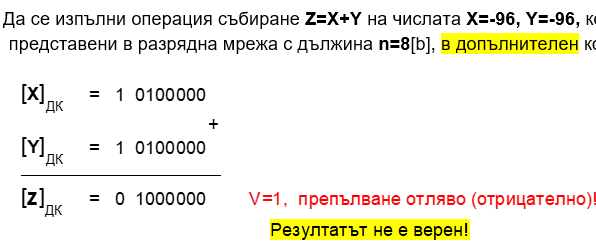 Да се изпълни операция събиране Z=X+Y на числата X=-96, Y=-96,
представени в разрядна мрежа с дължина n=8[b], в допълнителен
[X]ДК = 1 0100000
+
[Y]ДК = 1 0100000
[Z]ДК = 0 1000000 V=1, препълване отляво (отрицателно)!
Резултатът не е верен!